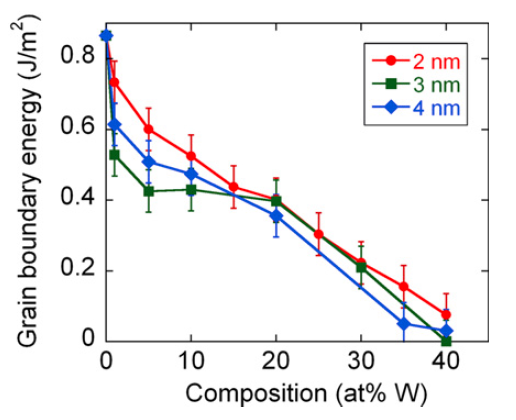 Grain boundary energy (J/m²)
0.8
0.6
0.4
0.2
0
2 nm
3 nm
4 nm
0 10 20 30 40
Composition (at% W)